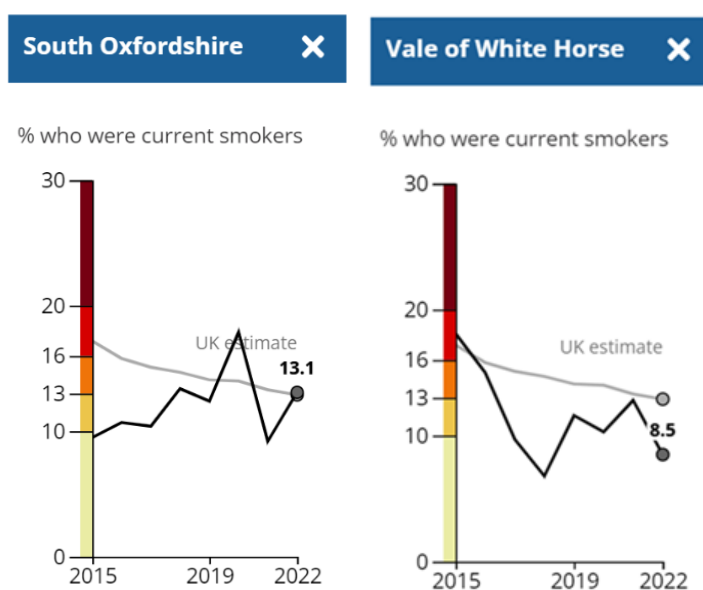 South Oxfordshire ×
% who were current smokers
30
20
16
13
10
0
UK estimate
13.1
2015 2019 2022
Vale of White Horse ×
% who were current smokers
30
20
16
13
10
0
UK estimate
8.5
2015 2019 2022